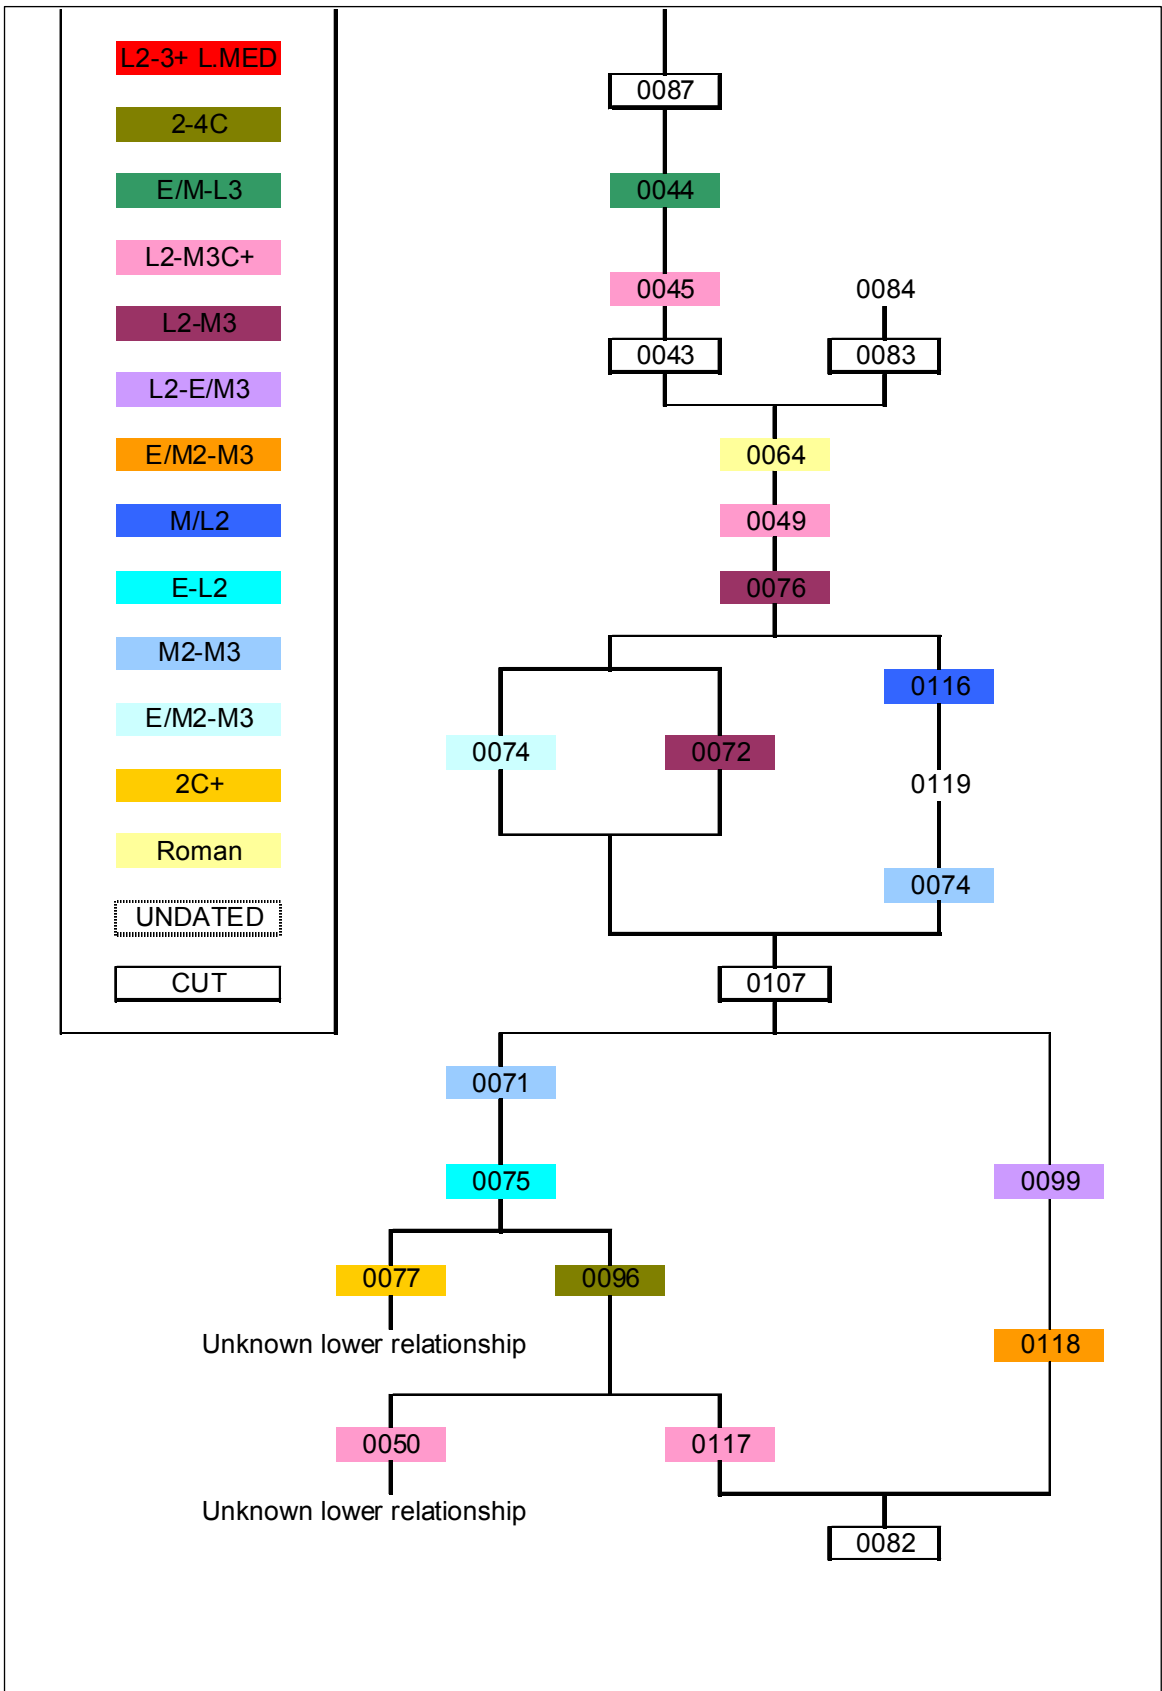 L2-3+ L.MED
2-4C
E/M-L3
L2-M3C+
L2-M3
L2-E/M3
E/M2-M3
M/L2
E-L2
M2-M3
E/M2-M3
2C+
Roman
UNDATED
CUT
0087
0044
0045
0084
0043
0083
0064
0049
0076
0116
0074
0072
0119
0074
0107
0071
0075
0099
0077
0096
Unknown lower relationship
0118
0050
0117
Unknown lower relationship
0082